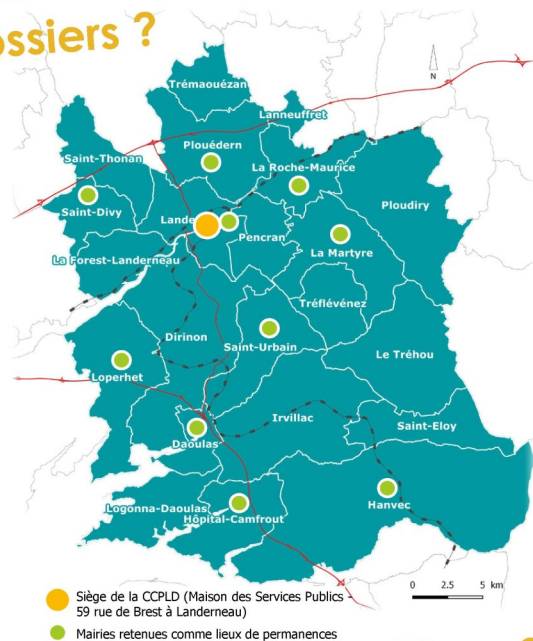 ossiers ?
N
Trémaouézan
Lanneuffret
Plouédern
Saint-Thonan
La Roche-Maurice
Ploudiry
Saint-Divy
Lande
Pencran
La Martyre
La Forest-Landerneau
Tréflévénez
Dirinon
Saint-Urbain
Le Tréhou
Loperhet
Irvillac
Saint-Eloy
Daoulas
Hanvec
Logonna-Daoulas
Hôpital-Camfrout
0 2.5 5 km
Siège de la CCPLD (Maison des Services Publics -
59 rue de Brest à Landerneau)
Mairies retenues comme lieux de permanences